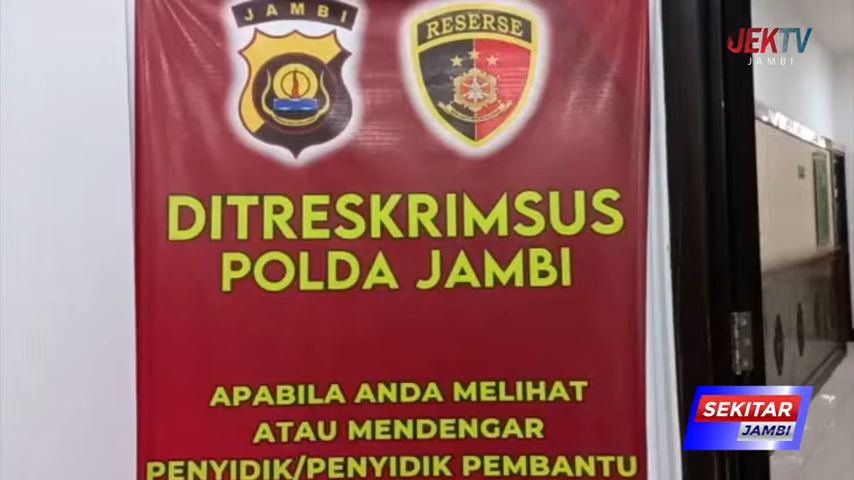 JAMBI
RESERSE
JEKTV
JAMBI
DITRESKRIMSUS
POLDA JAMBI
APABILA ANDA MELIHAT
ATAU MENDENGAR
PENYIDIK/PENYIDIK PEMBANTU
SEKITAR
JAMBI